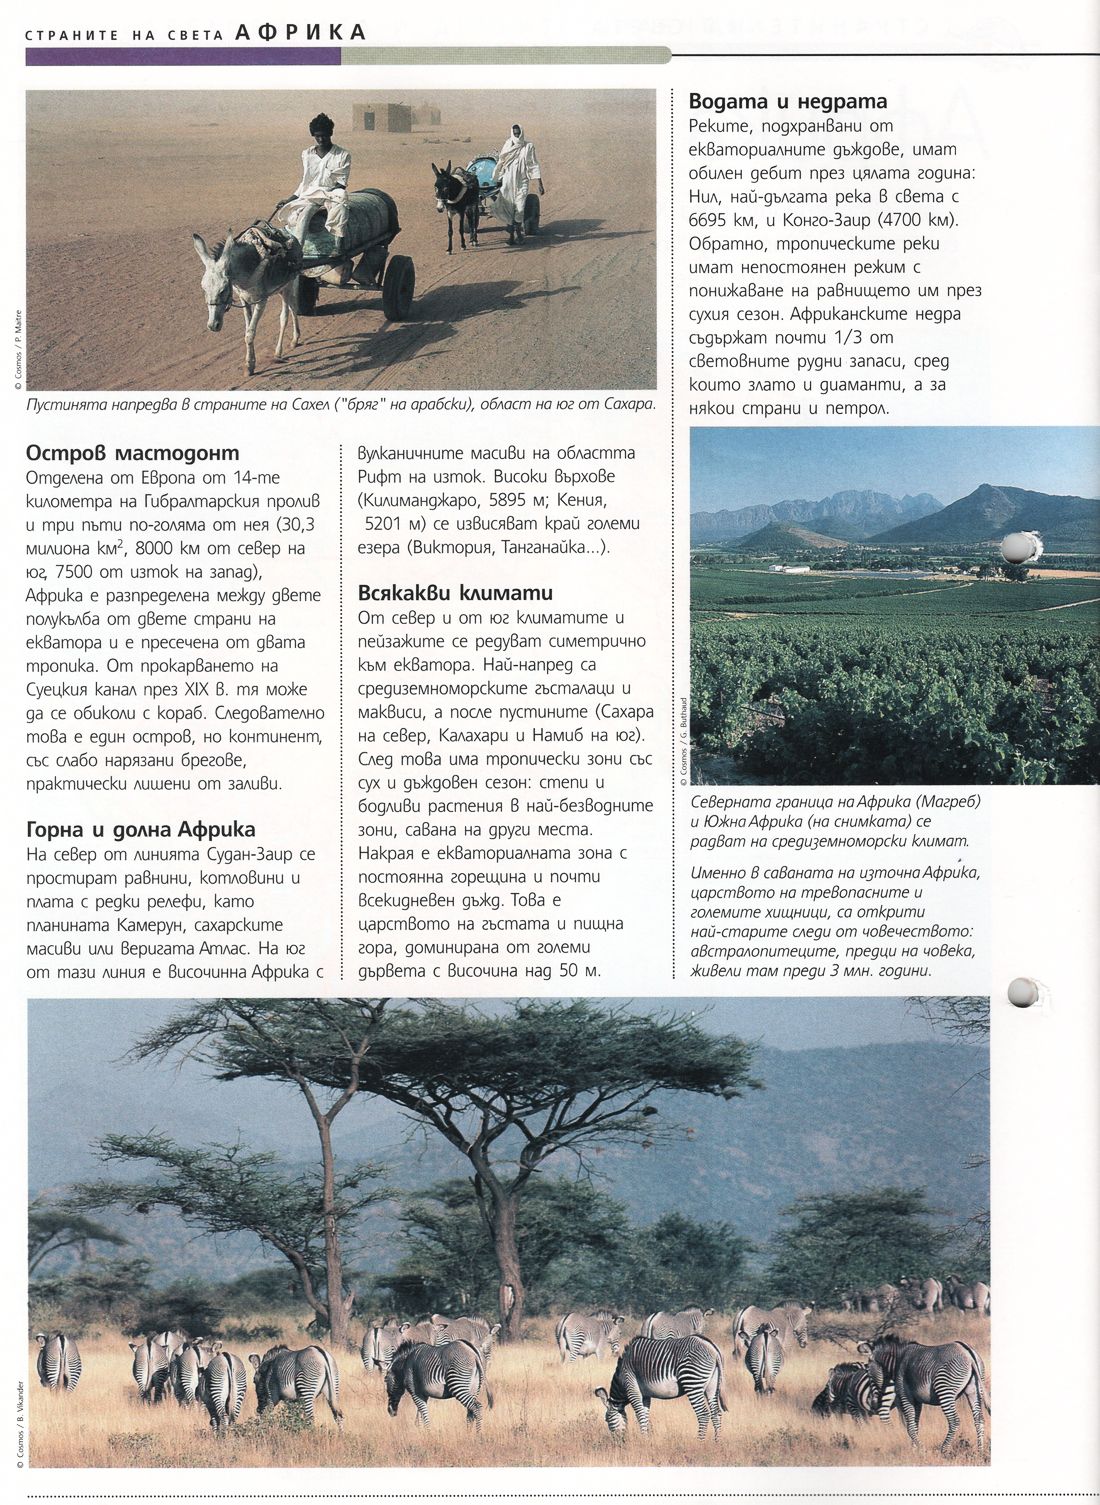 СТРАНИТЕ НА СВЕТА АФРИКА
© Cosmos / P. Maitre
Пустинята напредва в страните на Сахел ("бряг" на арабски), област на юг от Сахара.
Остров мастодонт
Отделена от Европа от 14-те
километра на Гибралтарския пролив
и три пъти по-голяма от нея (30,3
милиона км², 8000 км от север на
юг, 7500 от изток на запад),
Африка е разпределена между двете
полукълба от двете страни на
екватора и е пресечена от двата
тропика. От прокарването на
Суецкия канал през XIX в. тя може
да се обиколи с кораб. Следователно
това е един остров, но континент,
със слабо нарязани брегове,
практически лишени от заливи.
Горна и долна Африка
На север от линията Судан-Заир се
простират равнини, котловини и
плата с редки релефи, като
планината Камерун, сахарските
масиви или веригата Атлас. На юг
от тази линия е височинна Африка с
вулканичните масиви на областта
Рифт на изток. Високи върхове
(Килиманджаро, 5895 м; Кения,
5201 м) се извисяват край големи
езера (Виктория, Танганайка...).
Всякакви климати
От север и от юг климатите и
пейзажите се редуват симетрично
към екватора. Най-напред са
средиземноморските гъсталаци и
маквиси, а после пустините (Сахара
на север, Калахари и Намиб на юг).
След това има тропически зони със
сух и дъждовен сезон: степи и
бодливи растения в най-безводните
зони, савана на други места.
Накрая е екваториалната зона с
постоянна горещина и почти
всекидневен дъжд. Това е
царството на гъстата и пищна
гора, доминирана от големи
дървета с височина над 50 м.
Водата и недрата
Реките, подхранвани от
екваториалните дъждове, имат
обилен дебит през цялата година:
Нил, най-дългата река в света с
6695 км, и Конго-Заир (4700 км).
Обратно, тропическите реки
имат непостоянен режим с
понижаване на равнището им през
сухия сезон. Африканските недра
съдържат почти 1/3 от
световните рудни запаси, сред
които злато и диаманти, а за
някои страни и петрол.
© Cosmos / G. Buthaud
Северната граница на Африка (Магреб)
и Южна Африка (на снимката) се
радват на средиземноморски климат.
Именно в саваната на източна Африка,
царството на тревопасните и
големите хищници, са открити
най-старите следи от човечеството:
австралопитеците, предци на човека,
живели там преди 3 млн. години.
© Cosmos / B. Vikander